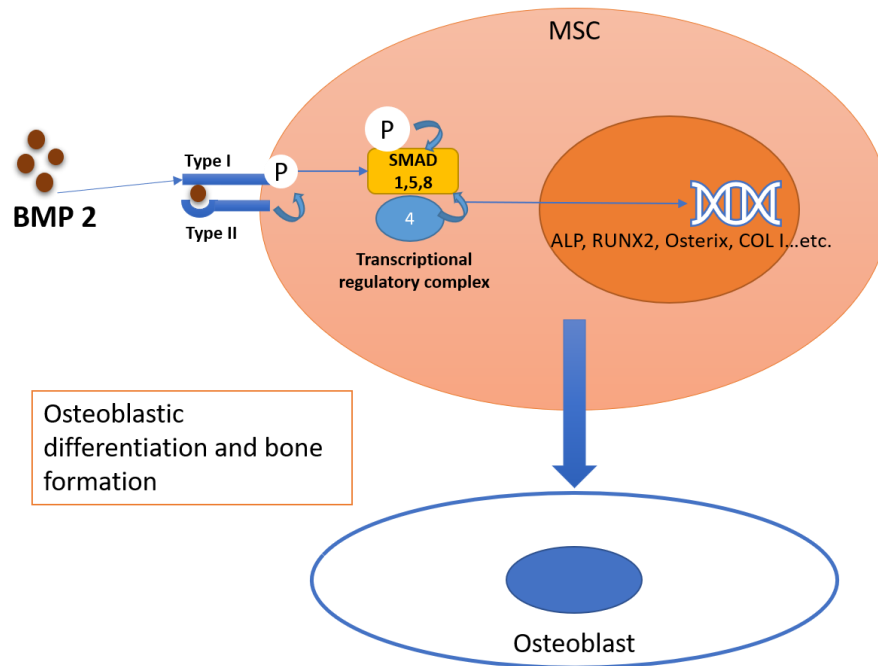 MSC
P
Type I
P
SMAD
1,5,8
BMP 2
Type II
4
ALP, RUNX2, Osterix, COL I...etc.
Transcriptional
regulatory complex
Osteoblastic
differentiation and bone
formation
Osteoblast